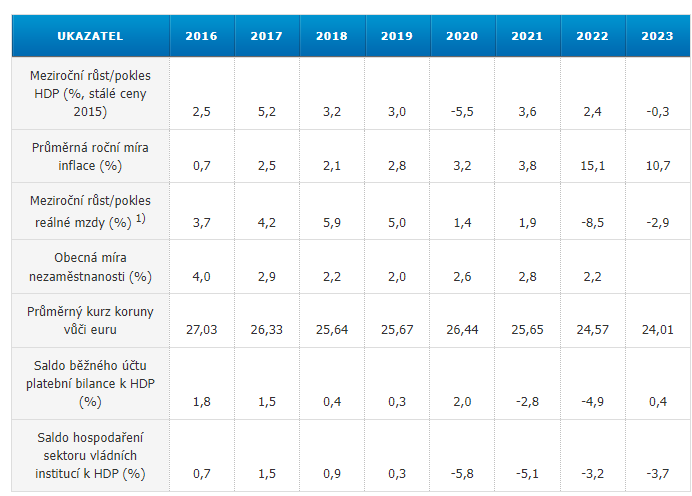 UKAZATEL 2016 2017 2018 2019 2020 2021 2022 2023
Meziroční růst/pokles
HDP (%, stálé ceny
2015) 2,5 5,2 3,2 3,0 -5,5 3,6 2,4 -0,3
Průměrná roční míra
inflace (%) 0,7 2,5 2,1 2,8 3,2 3,8 15,1 10,7
Meziroční růst/pokles
reálné mzdy (%) 1) 3,7 4,2 5,9 5,0 1,4 1,9 -8,5 -2,9
Obecná míra
nezaměstnanosti (%) 4,0 2,9 2,2 2,0 2,6 2,8 2,2
Průměrný kurz koruny
vůči euru 27,03 26,33 25,64 25,67 26,44 25,65 24,57 24,01
Saldo běžného účtu
platební bilance k HDP
(%) 1,8 1,5 0,4 0,3 2,0 -2,8 -4,9 0,4
Saldo hospodaření
sektoru vládních
institucí k HDP (%) 0,7 1,5 0,9 0,3 -5,8 -5,1 -3,2 -3,7